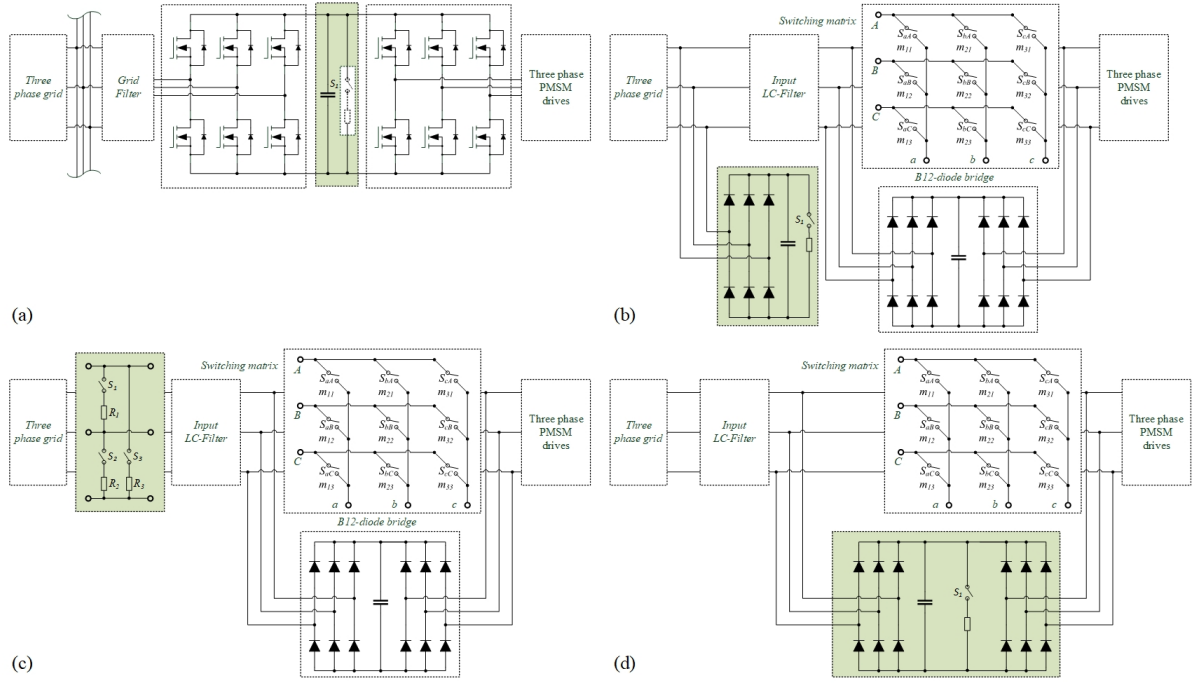 Three
phase grid
Grid
Filter
S1
Three phase
PMSM
drives
(a)
Switching matrix
Three
phase grid
Input
LC-Filter
A
SaA
m11
SbA
m21
ScA
m31
B
SaB
m12
SbB
m22
ScB
m32
C
SaC
m13
SbC
m23
ScC
m33
a
b
c
Three phase
PMSM
drives
B12-diode bridge
S1
(b)
Three
phase grid
S1
R1
S2
S3
R2
R3
Input
LC-Filter
Switching matrix
A
SaA
m11
SbA
m21
ScA
m31
B
SaB
m12
SbB
m22
ScB
m32
C
SaC
m13
SbC
m23
ScC
m33
a
b
c
Three phase
PMSM
drives
B12-diode bridge
(c)
Three
phase grid
Input
LC-Filter
Switching matrix
A
SaA
m11
SbA
m21
ScA
m31
B
SaB
m12
SbB
m22
ScB
m32
C
SaC
m13
SbC
m23
ScC
m33
a
b
c
Three phase
PMSM
drives
S1
(d)